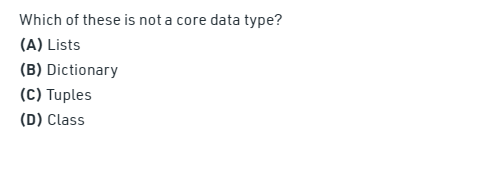 Which of these is not a core data type?
(A) Lists
(B) Dictionary
(C) Tuples
(D) Class